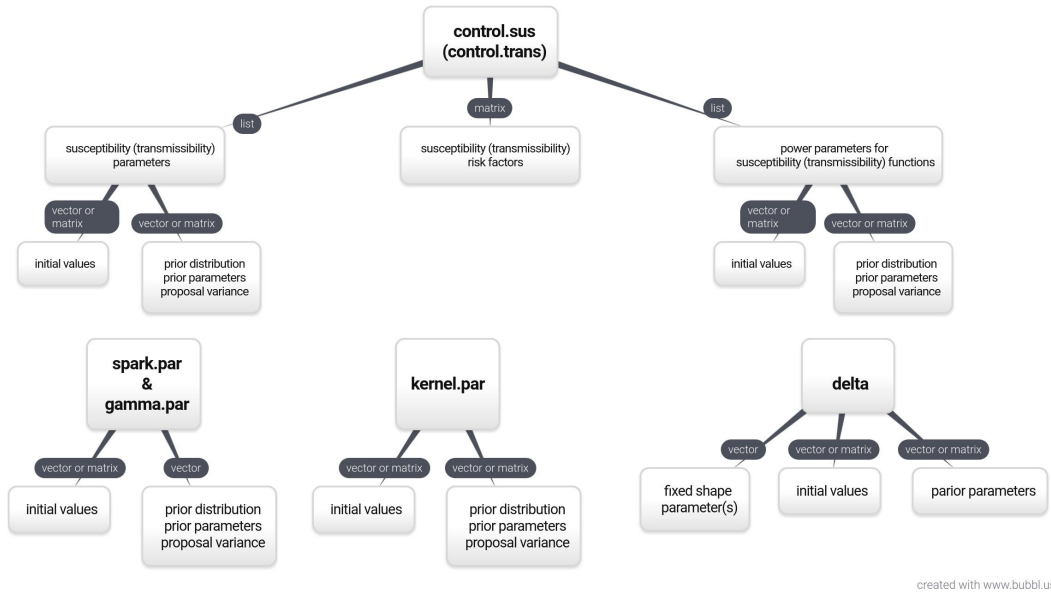 control.sus
(control.trans)
list
matrix
list
susceptibility (transmissibility)
parameters
susceptibility (transmissibility)
risk factors
power parameters for
susceptibility (transmissibility) functions
vector or
matrix
vector or matrix
vector or
matrix
vector or matrix
initial values
prior distribution
prior parameters
proposal variance
initial values
prior distribution
prior parameters
proposal variance
spark.par
&
gamma.par
kernel.par
delta
vector or matrix
vector
vector or matrix
vector or matrix
vector
vector or matrix
vector or matrix
initial values
prior distribution
prior parameters
proposal variance
initial values
prior distribution
prior parameters
proposal variance
fixed shape
parameter(s)
initial values
parior parameters
created with www.bubbl.us